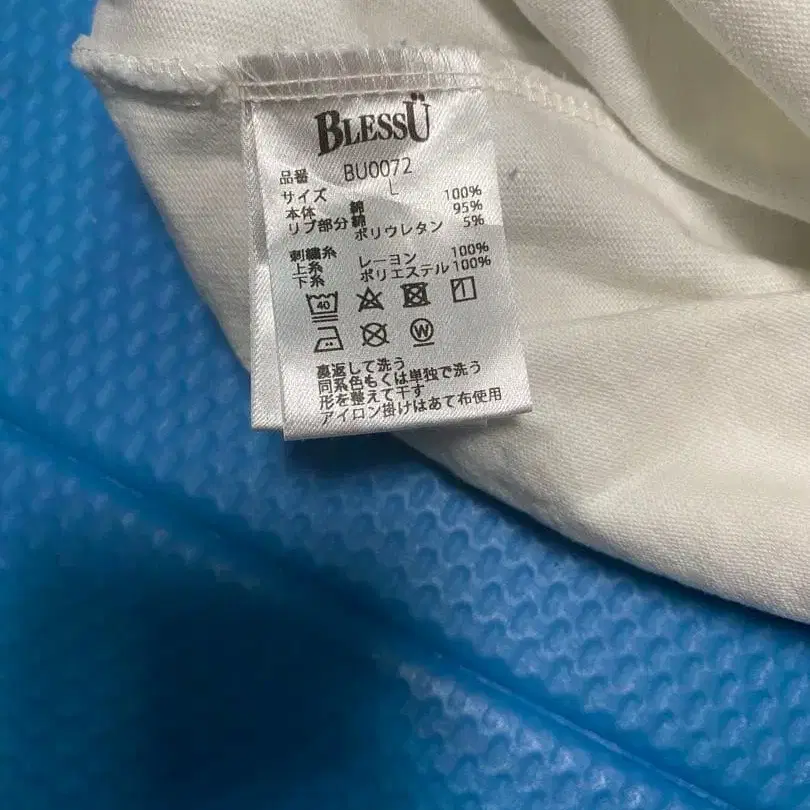 BLESSÜ
品番 BU0072
サイズ L
本体 綿 100%
リブ部分 綿 95%
ポリウレタン 5%
刺繍糸
上糸 レーヨン 100%
下糸 ポリエステル 100%
40
W
裏返して洗う
同系色もくは単独で洗う
形を整えて干す
アイロン掛けはあて布使用